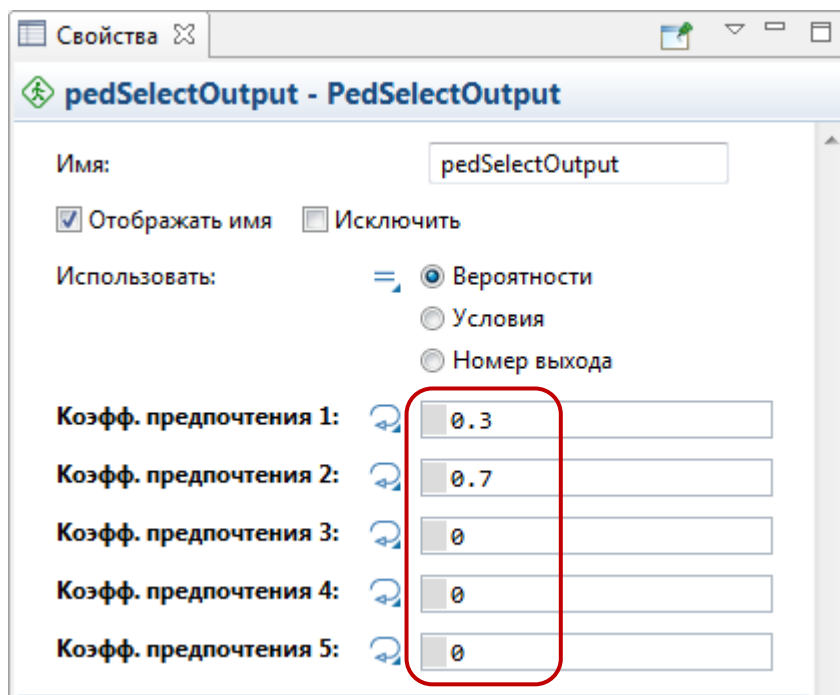 Свойства
pedSelectOutput - PedSelectOutput
Имя: pedSelectOutput
Отображать имя Исключить
Использовать: Вероятности
Условия
Номер выхода
Коэфф. предпочтения 1: 0.3
Коэфф. предпочтения 2: 0.7
Коэфф. предпочтения 3: 0
Коэфф. предпочтения 4: 0
Коэфф. предпочтения 5: 0